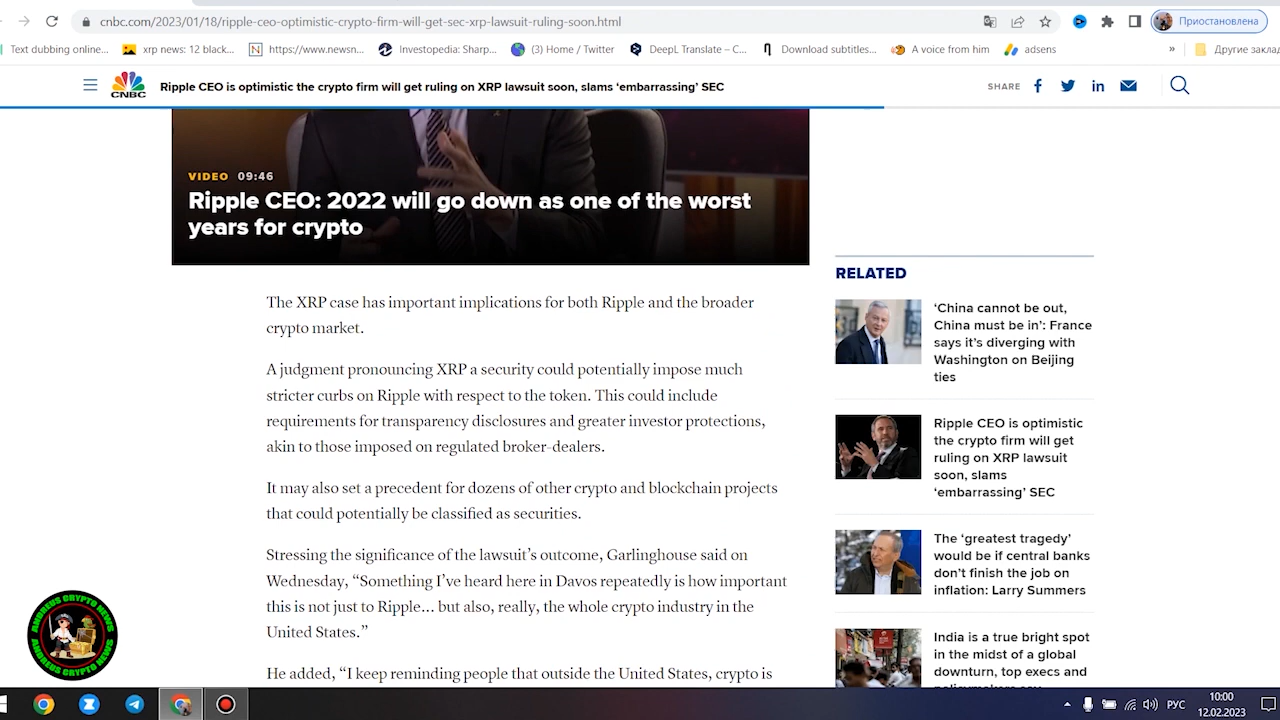 cnbc.com/2023/01/18/ripple-ceo-optimistic-crypto-firm-will-get-sec-xrp-lawsuit-ruling-soon.html
Приостановлена
Text dubbing online...
xrp news: 12 black...
https://www.newsn...
Investopedia: Sharp...
(3) Home / Twitter
DeepL Translate – C...
Download subtitles...
A voice from him
adsens
»
Другие закла
CNBC
Ripple CEO is optimistic the crypto firm will get ruling on XRP lawsuit soon, slams ‘embarrassing’ SEC
SHARE
VIDEO 09:46
Ripple CEO: 2022 will go down as one of the worst
years for crypto
The XRP case has important implications for both Ripple and the broader
crypto market.
A judgment pronouncing XRP a security could potentially impose much
stricter curbs on Ripple with respect to the token. This could include
requirements for transparency disclosures and greater investor protections,
akin to those imposed on regulated broker-dealers.
It may also set a precedent for dozens of other crypto and blockchain projects
that could potentially be classified as securities.
Stressing the significance of the lawsuit’s outcome, Garlinghouse said on
Wednesday, “Something I’ve heard here in Davos repeatedly is how important
this is not just to Ripple… but also, really, the whole crypto industry in the
United States.”
He added, “I keep reminding people that outside the United States, crypto is
RELATED
‘China cannot be out,
China must be in’: France
says it’s diverging with
Washington on Beijing
ties
Ripple CEO is optimistic
the crypto firm will get
ruling on XRP lawsuit
soon, slams
‘embarrassing’ SEC
The ‘greatest tragedy’
would be if central banks
don’t finish the job on
inflation: Larry Summers
India is a true bright spot
in the midst of a global
downturn, top execs and
ANDREUS CRYPTO NEWS
ANDREUS CRYPTO NEWS
РУС
10:00
12.02.2023